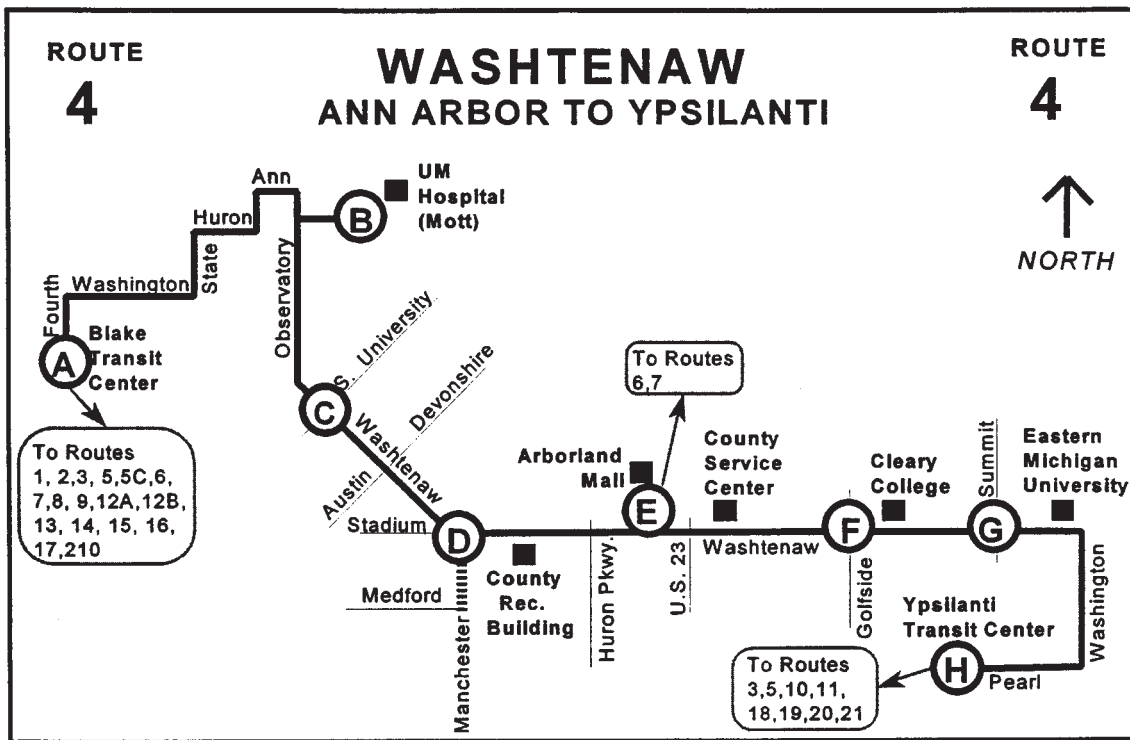 ROUTE
4
WASHTENAW
ANN ARBOR TO YPSILANTI
ROUTE
4
NORTH
Ann
UM
Hospital
(Mott)
B
Huron
State
Washington
Fourth
Observatory
A
Blake
Transit
Center
To Routes
1, 2,3, 5,5C,6,
7,8, 9,12A,12B,
13, 14, 15, 16,
17,210
S. University
Devonshire
C
Washtenaw
Austin
Stadium
D
Medford
Manchester
County
Rec.
Building
To Routes
6,7
Arborland
Mall
E
Huron Pkwy.
U.S. 23
County
Service
Center
Washtenaw
F
Golfside
Cleary
College
Summit
G
Eastern
Michigan
University
Washington
Ypsilanti
Transit Center
H
Pearl
To Routes
3,5,10,11,
18,19,20,21